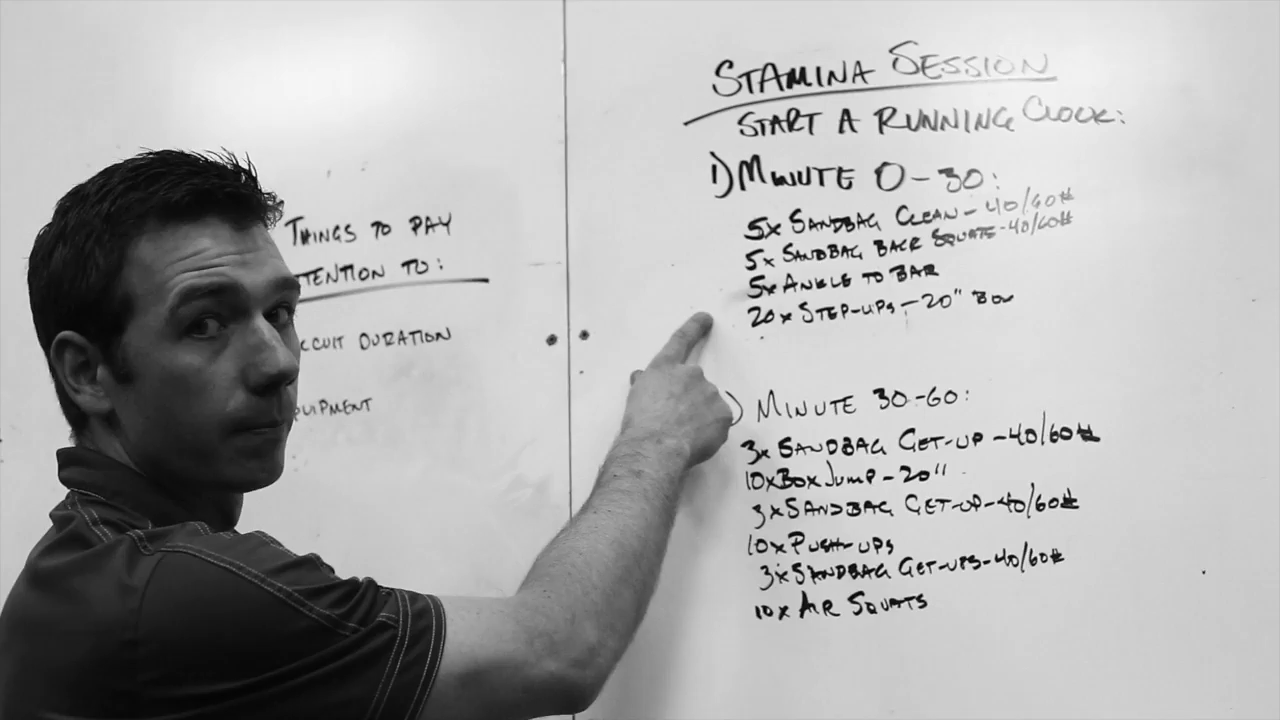 THINGS TO PAY
TTENTION TO:
CCUIT DURATION
QUIPMENT
STAMINA SESSION
START A RUNNING CLOCK:
1) MINUTE 0-30:
5x SANDBAG CLEAN - 40/60#
5x SANDBAG BACK SQUATS - 40/60#
5x ANKLE TO BAR
20x STEP-UPS - 20" BOX
) MINUTE 30-60:
3x SANDBAG GET-UP - 40/60#
10x BOX JUMP - 20"
3x SANDBAG GET-UP - 40/60#
10x PUSH-UPS
3x SANDBAG GET-UPS - 40/60#
10x AIR SQUATS